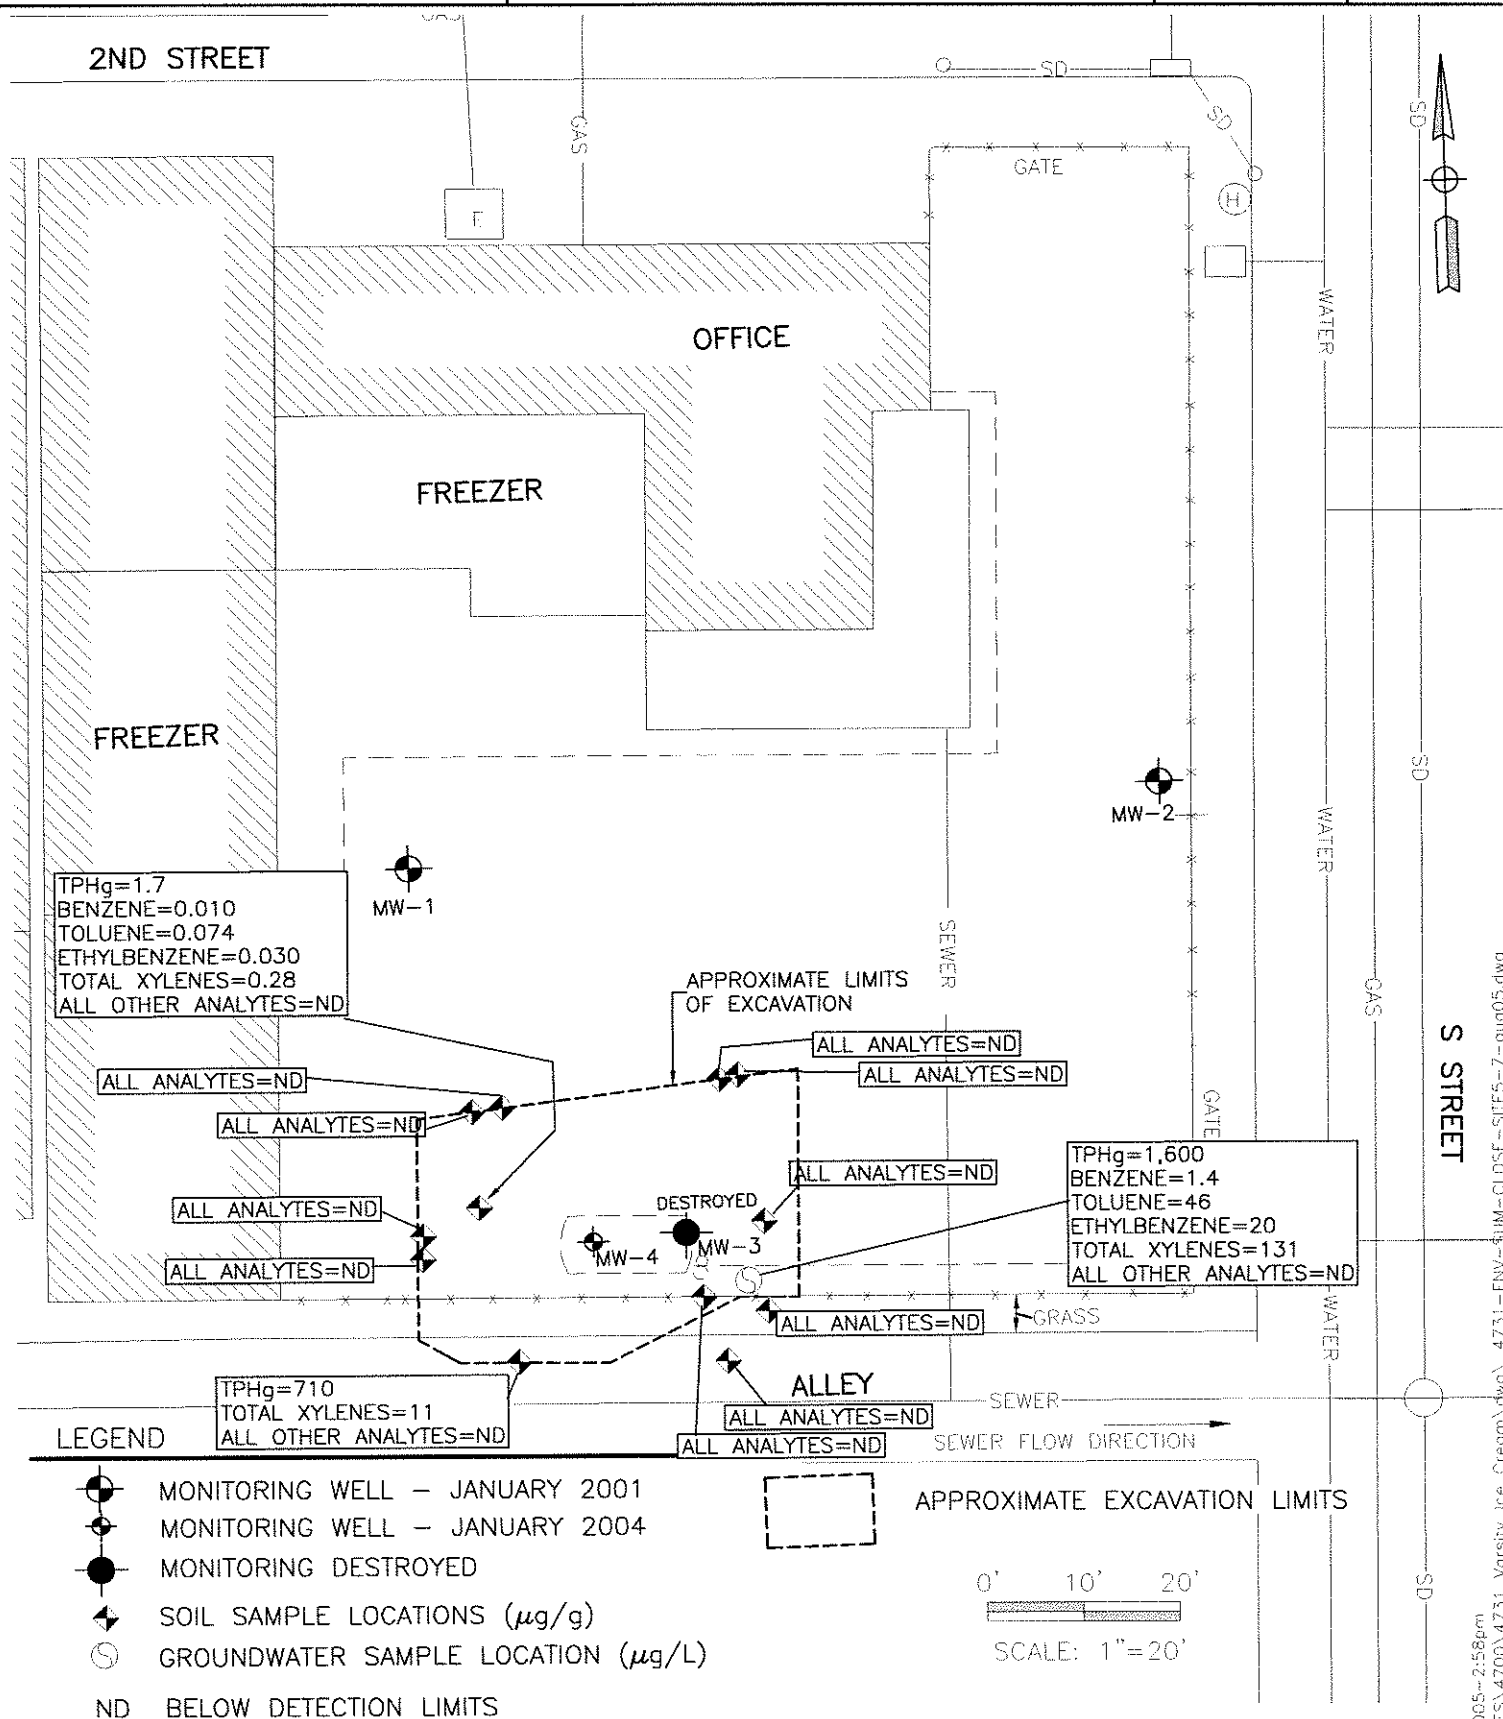 2ND STREET
GAS
SD
SD
SD
GATE
H
E
OFFICE
WATER
FREEZER
FREEZER
SD
MW-2
WATER
MW-1
TPHg=1.7
BENZENE=0.010
TOLUENE=0.074
ETHYLBENZENE=0.030
TOTAL XYLENES=0.28
ALL OTHER ANALYTES=ND
SEWER
APPROXIMATE LIMITS
OF EXCAVATION
GAS
S STREET
ALL ANALYTES=ND
ALL ANALYTES=ND
ALL ANALYTES=ND
ALL ANALYTES=ND
GATE
ALL ANALYTES=ND
TPHg=1,600
BENZENE=1.4
TOLUENE=46
ETHYLBENZENE=20
TOTAL XYLENES=131
ALL OTHER ANALYTES=ND
ALL ANALYTES=ND
DESTROYED
MW-3
MW-4
ALL ANALYTES=ND
WATER
GRASS
ALL ANALYTES=ND
TPHg=710
TOTAL XYLENES=11
ALL OTHER ANALYTES=ND
ALLEY
SEWER
ALL ANALYTES=ND
ALL ANALYTES=ND
SEWER FLOW DIRECTION
LEGEND
MONITORING WELL - JANUARY 2001
MONITORING WELL - JANUARY 2004
MONITORING DESTROYED
SOIL SAMPLE LOCATIONS (µg/g)
GROUNDWATER SAMPLE LOCATION (µg/L)
ND BELOW DETECTION LIMITS
APPROXIMATE EXCAVATION LIMITS
0' 10' 20'
SCALE: 1"=20'
SD
005-2:58pm